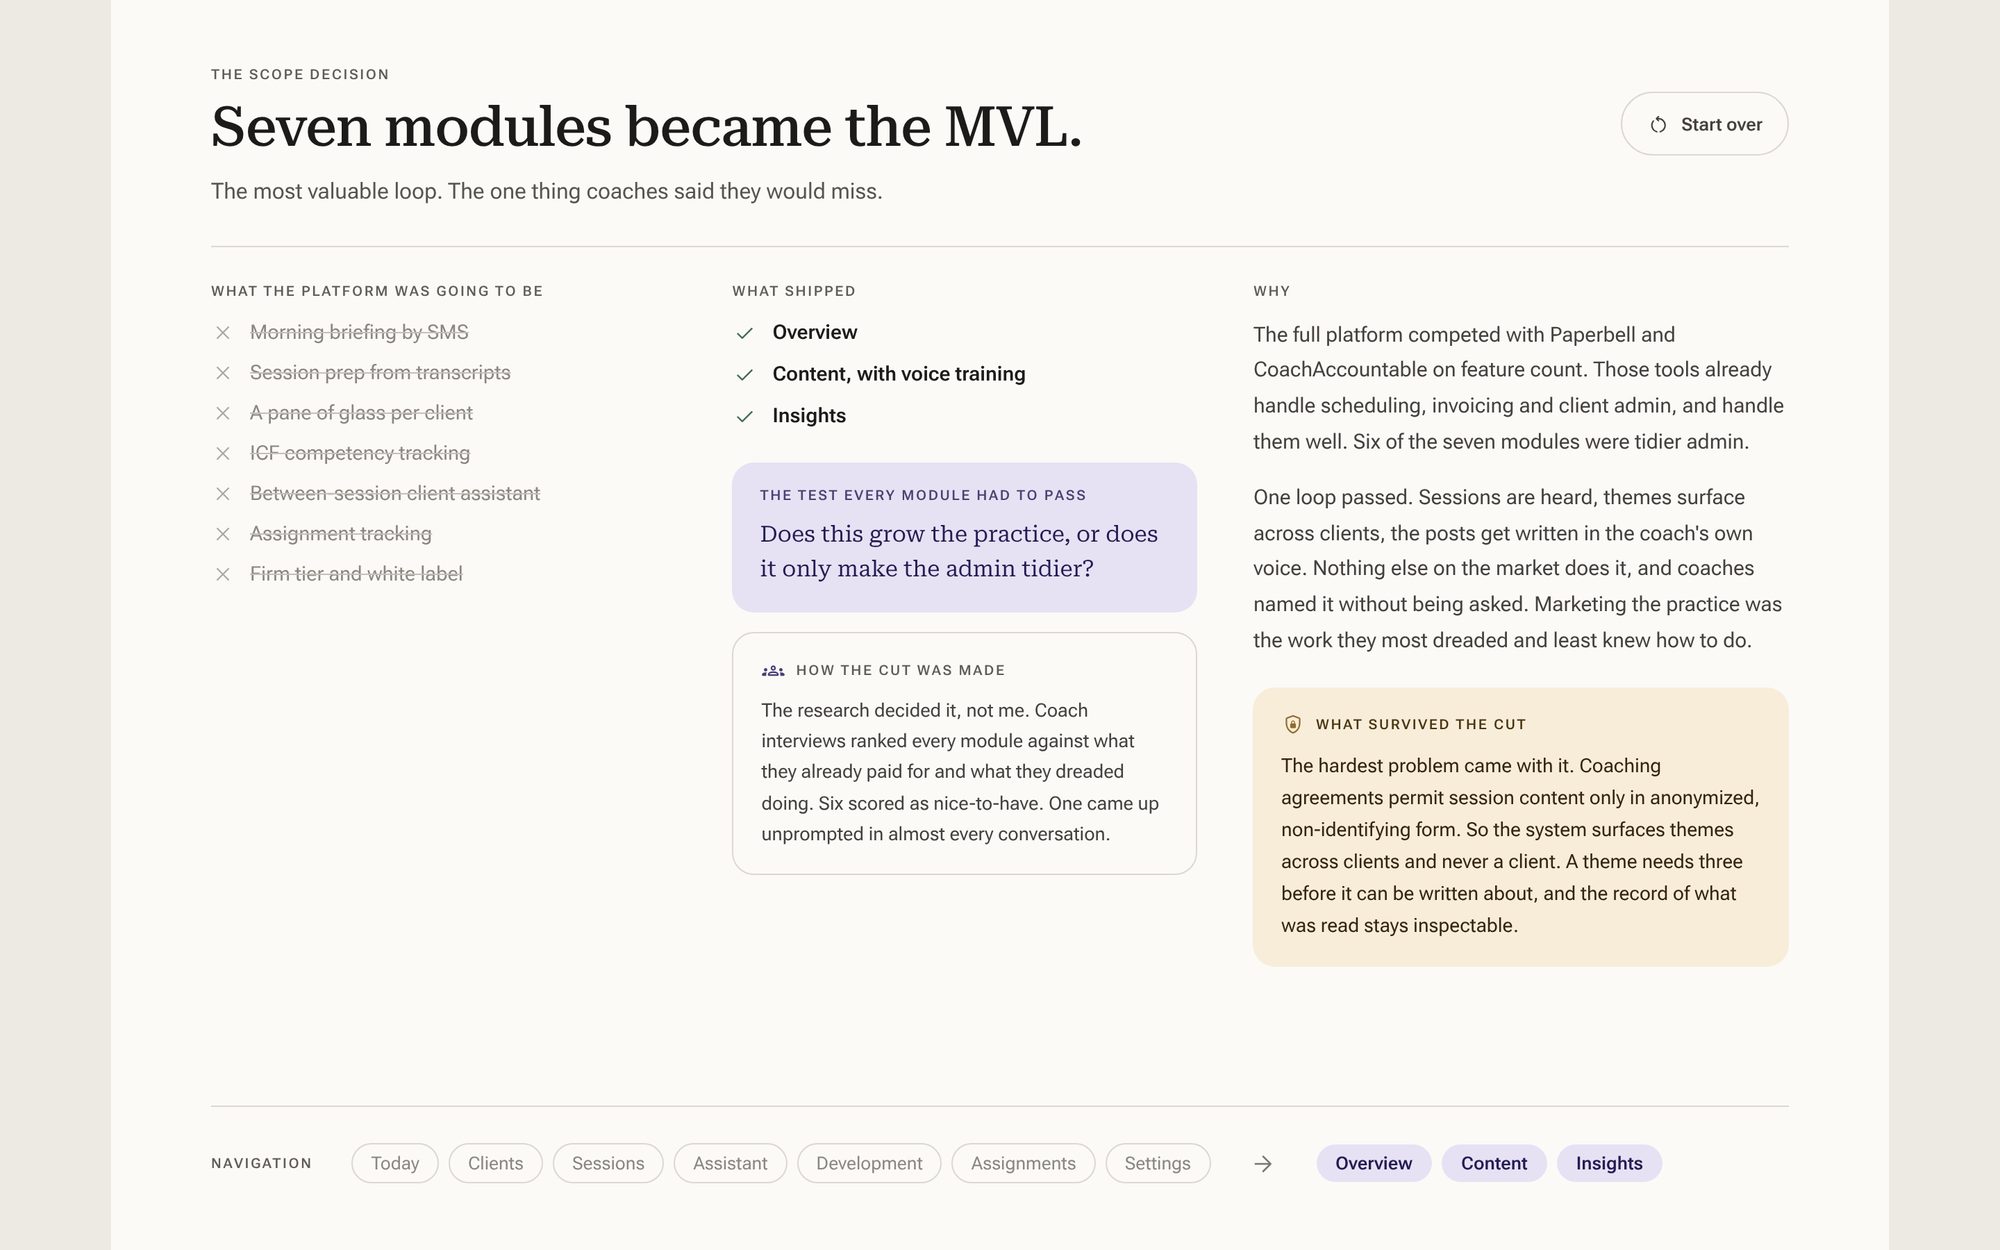 THE SCOPE DECISION
Seven modules became the MVL.
The most valuable loop. The one thing coaches said they would miss.
Start over
WHAT THE PLATFORM WAS GOING TO BE
Morning briefing by SMS
Session prep from transcripts
A pane of glass per client
ICF competency tracking
Between-session client assistant
Assignment tracking
Firm tier and white label
WHAT SHIPPED
Overview
Content, with voice training
Insights
THE TEST EVERY MODULE HAD TO PASS
Does this grow the practice, or does
it only make the admin tidier?
HOW THE CUT WAS MADE
The research decided it, not me. Coach
interviews ranked every module against what
they already paid for and what they dreaded
doing. Six scored as nice-to-have. One came up
unprompted in almost every conversation.
WHY
The full platform competed with Paperbell and
CoachAccountable on feature count. Those tools already
handle scheduling, invoicing and client admin, and handle
them well. Six of the seven modules were tidier admin.
One loop passed. Sessions are heard, themes surface
across clients, the posts get written in the coach's own
voice. Nothing else on the market does it, and coaches
named it without being asked. Marketing the practice was
the work they most dreaded and least knew how to do.
WHAT SURVIVED THE CUT
The hardest problem came with it. Coaching
agreements permit session content only in anonymized,
non-identifying form. So the system surfaces themes
across clients and never a client. A theme needs three
before it can be written about, and the record of what
was read stays inspectable.
NAVIGATION
Today
Clients
Sessions
Assistant
Development
Assignments
Settings
Overview
Content
Insights